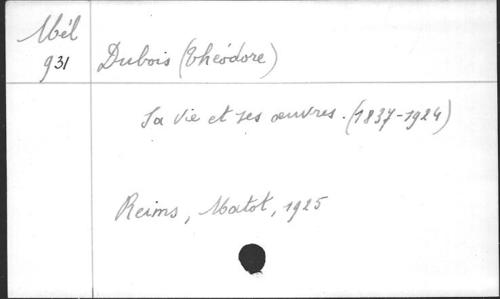 Mél
931
Dubois (Théodore)
Sa vie et ses œuvres. (1837-1924)
Reims, Matot, 1925